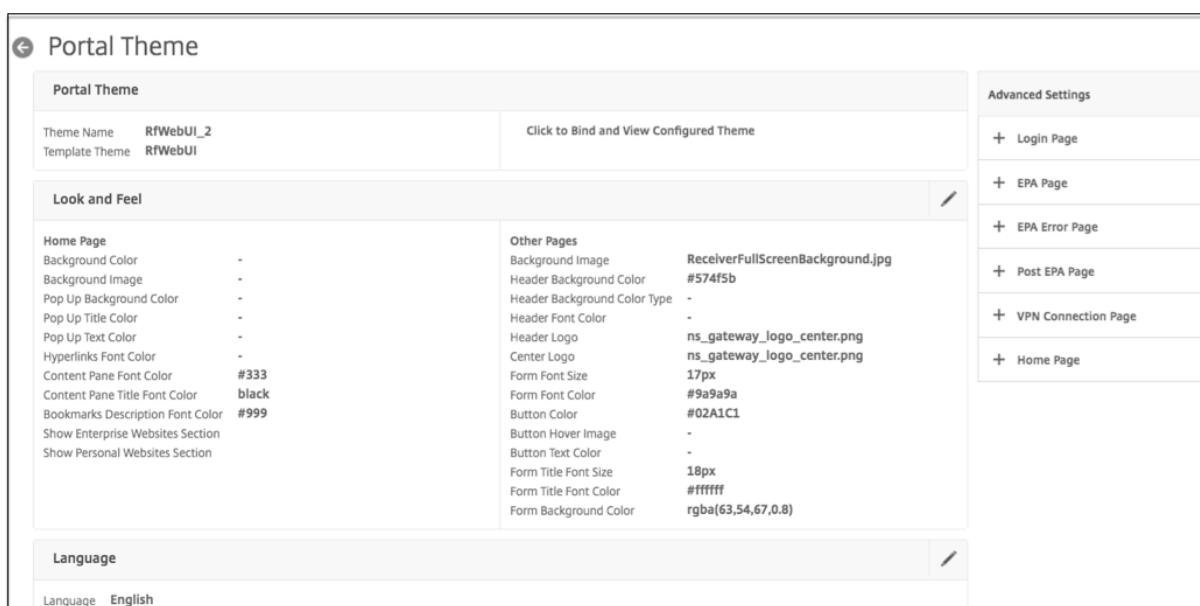 Portal Theme
Portal Theme
Theme Name RfWebUI_2
Template Theme RfWebUI
Click to Bind and View Configured Theme
Look and Feel
Home Page
Background Color -
Background Image -
Pop Up Background Color -
Pop Up Title Color -
Pop Up Text Color -
Hyperlinks Font Color -
Content Pane Font Color #333
Content Pane Title Font Color black
Bookmarks Description Font Color #999
Show Enterprise Websites Section
Show Personal Websites Section
Other Pages
Background Image ReceiverFullScreenBackground.jpg
Header Background Color #574f5b
Header Background Color Type -
Header Font Color -
Header Logo ns_gateway_logo_center.png
Center Logo ns_gateway_logo_center.png
Form Font Size 17px
Form Font Color #9a9a9a
Button Color #02A1C1
Button Hover Image -
Button Text Color -
Form Title Font Size 18px
Form Title Font Color #ffffff
Form Background Color rgba(63,54,67,0.8)
Language
Language English
Advanced Settings
+ Login Page
+ EPA Page
+ EPA Error Page
+ Post EPA Page
+ VPN Connection Page
+ Home Page